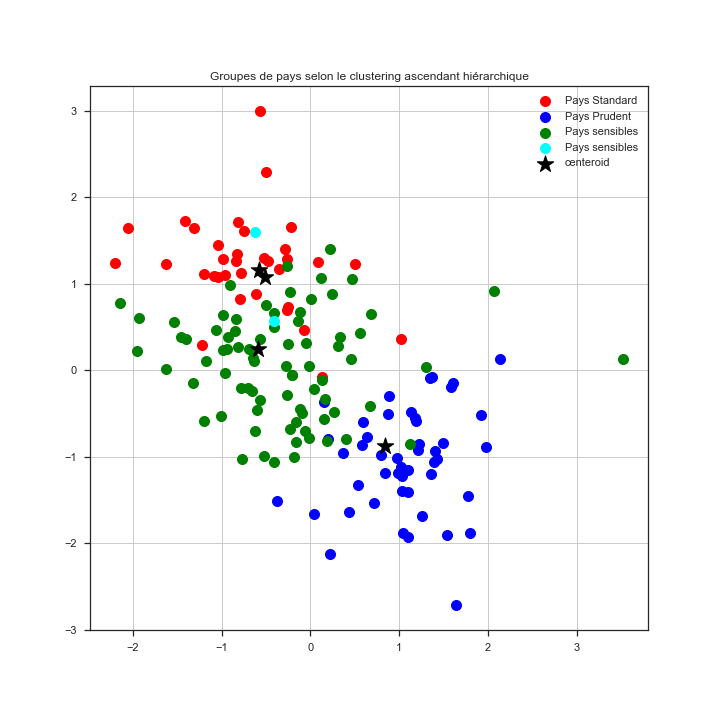 Groupes de pays selon le clustering ascendant hiérarchique
Pays Standard
Pays Prudent
Pays sensibles
Pays sensibles
centeroid
3
2
1
0
−1
−2
−3
−2 −1 0 1 2 3